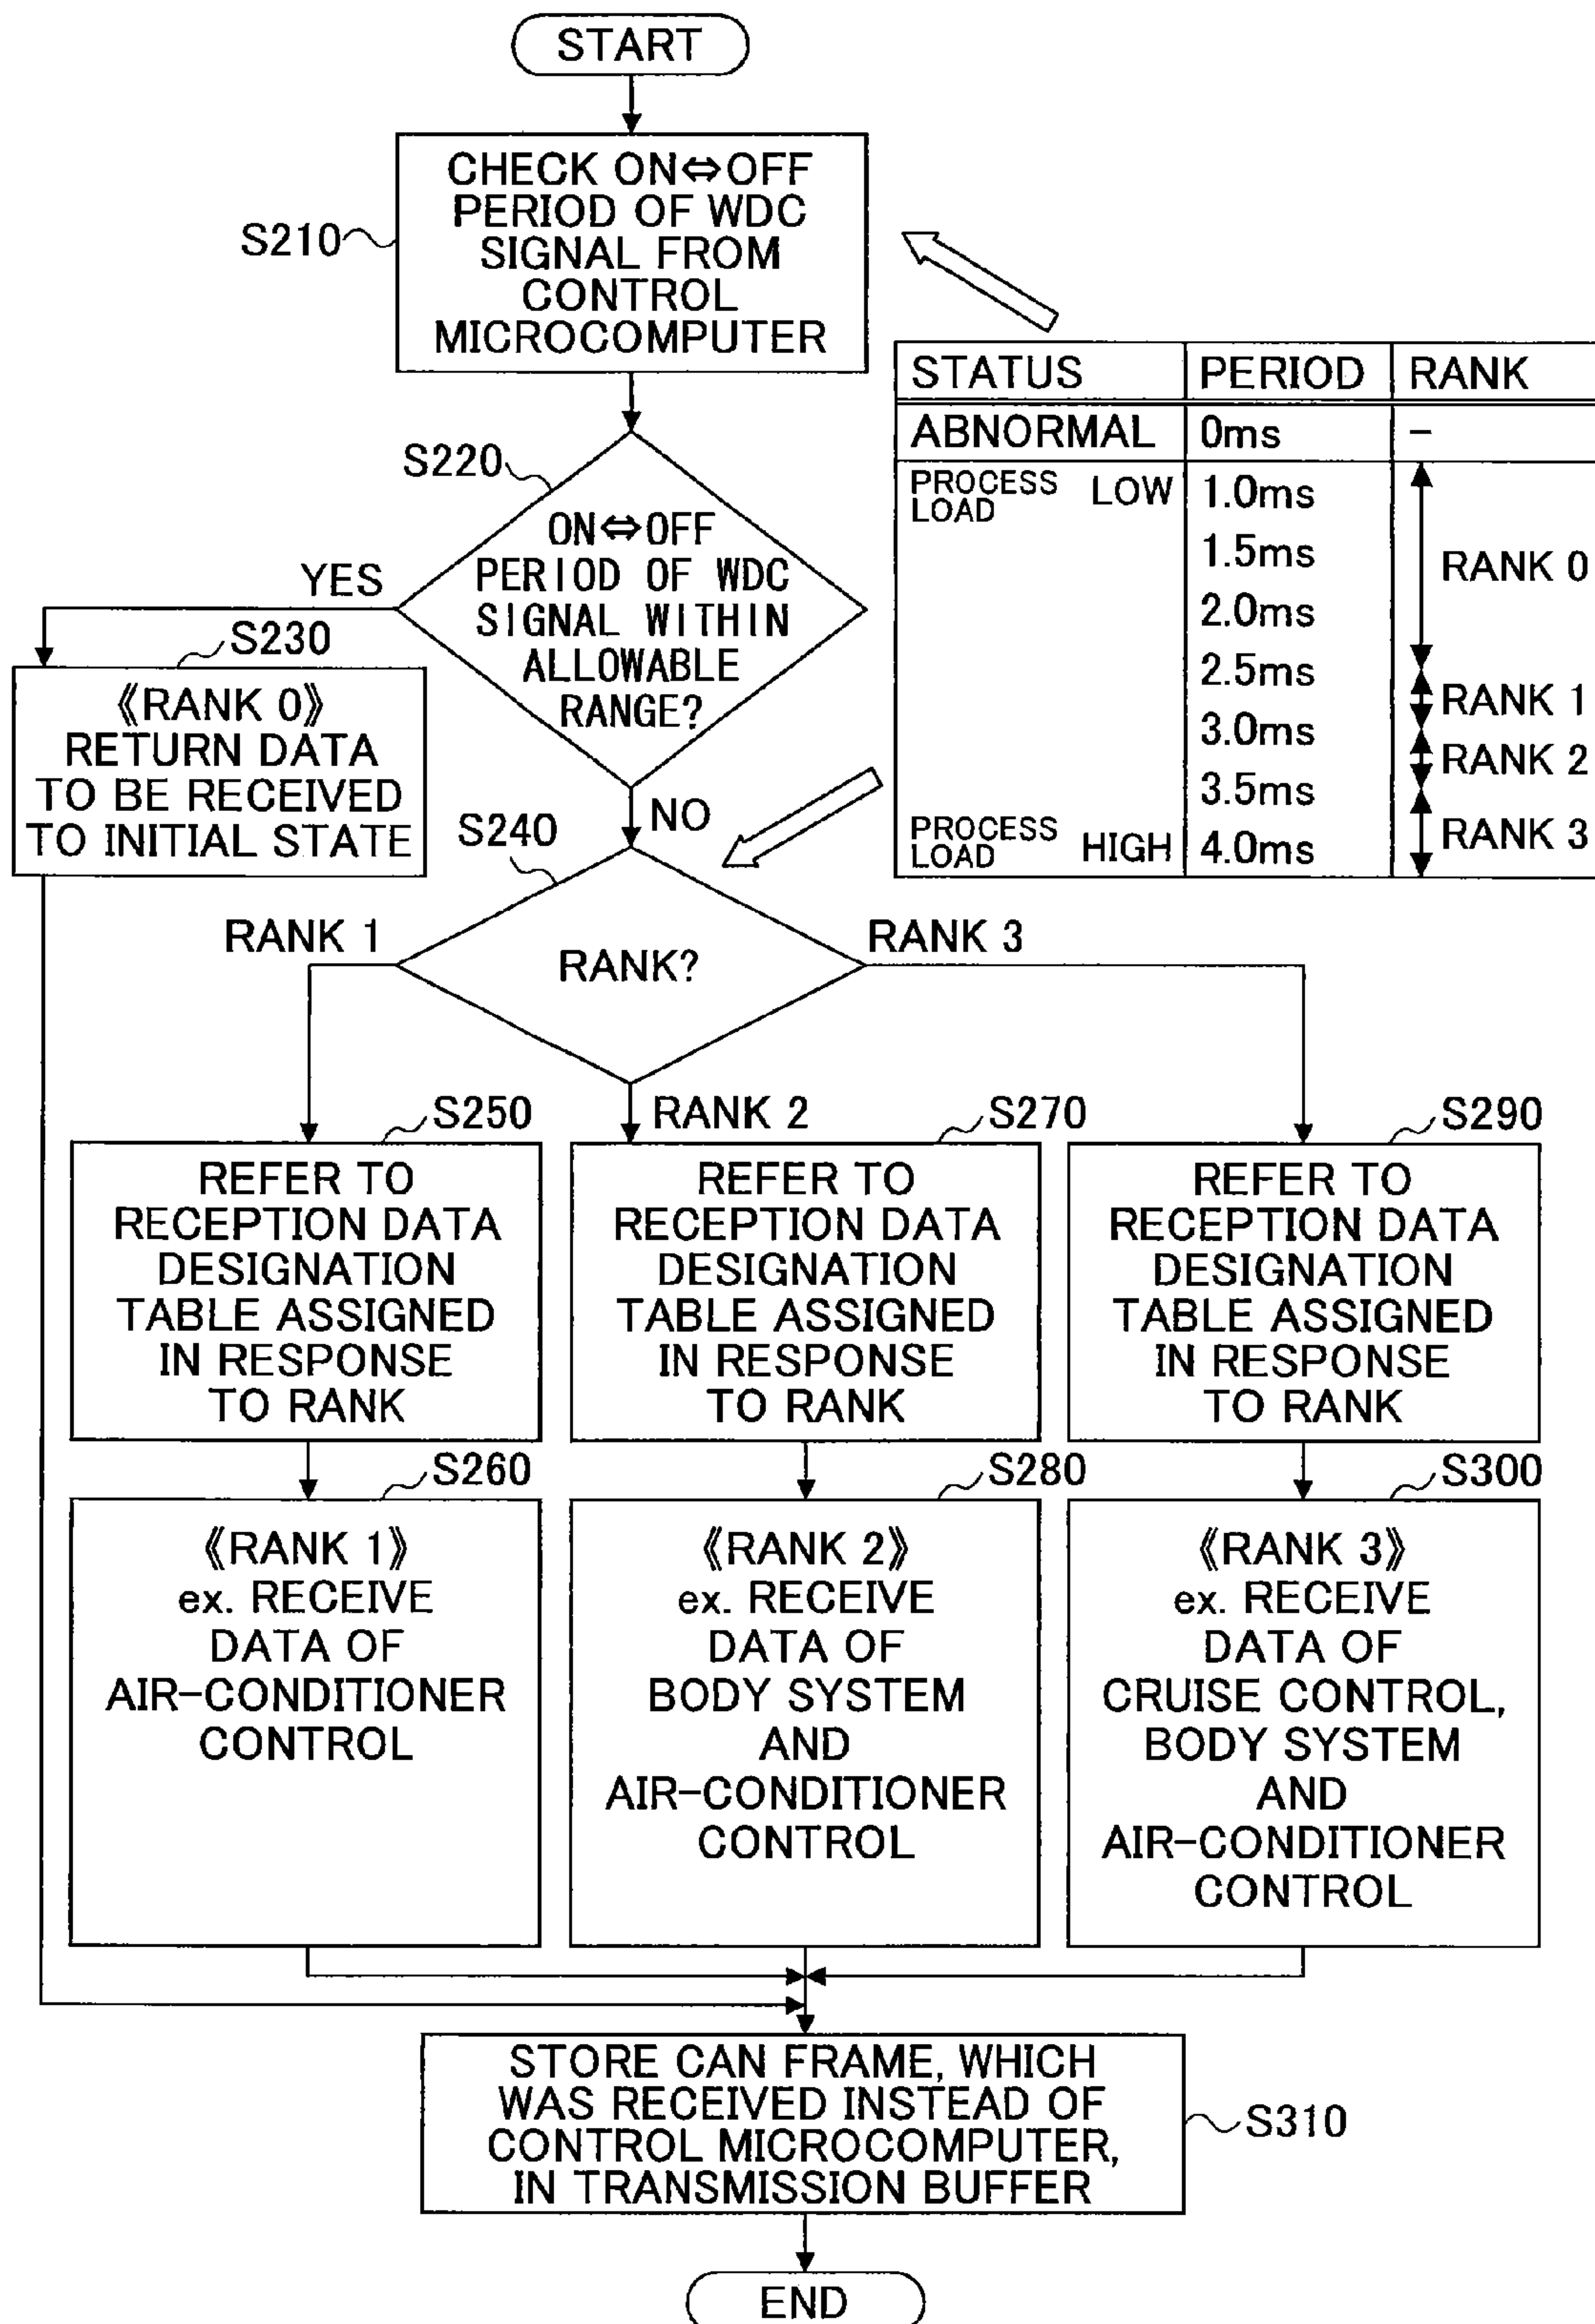 START
CHECK ON⇔OFF
PERIOD OF WDC
SIGNAL FROM
CONTROL
MICROCOMPUTER
S210
STATUS PERIOD RANK
ABNORMAL 0ms -
PROCESS
LOAD LOW 1.0ms
1.5ms
RANK 0
2.0ms
2.5ms
RANK 1
3.0ms
RANK 2
3.5ms
RANK 3
PROCESS
LOAD HIGH 4.0ms
S220
ON⇔OFF
PERIOD OF WDC
SIGNAL WITHIN
ALLOWABLE
RANGE?
YES
S230
《RANK 0》
RETURN DATA
TO BE RECEIVED
TO INITIAL STATE
NO
S240
RANK?
RANK 1
RANK 3
RANK 2
S250
REFER TO
RECEPTION DATA
DESIGNATION
TABLE ASSIGNED
IN RESPONSE
TO RANK
S270
REFER TO
RECEPTION DATA
DESIGNATION
TABLE ASSIGNED
IN RESPONSE
TO RANK
S290
REFER TO
RECEPTION DATA
DESIGNATION
TABLE ASSIGNED
IN RESPONSE
TO RANK
S260
《RANK 1》
ex. RECEIVE
DATA OF
AIR-CONDITIONER
CONTROL
S280
《RANK 2》
ex. RECEIVE
DATA OF
BODY SYSTEM
AND
AIR-CONDITIONER
CONTROL
S300
《RANK 3》
ex. RECEIVE
DATA OF
CRUISE CONTROL,
BODY SYSTEM
AND
AIR-CONDITIONER
CONTROL
STORE CAN FRAME, WHICH
WAS RECEIVED INSTEAD OF
CONTROL MICROCOMPUTER,
IN TRANSMISSION BUFFER
S310
END